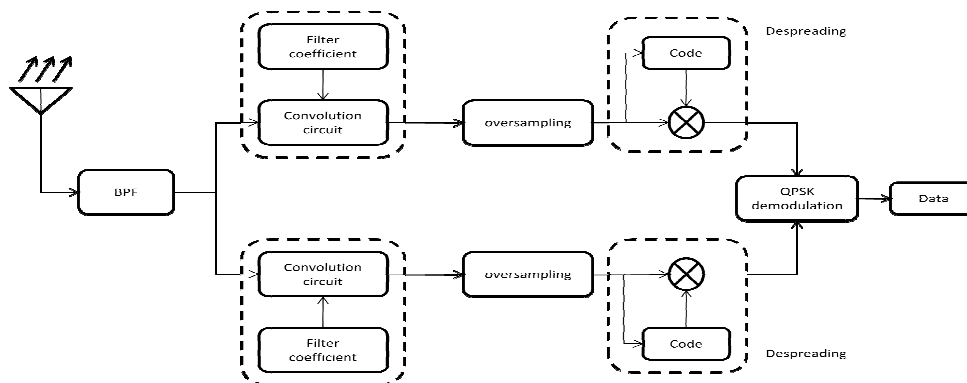 Filter
coefficient
Convolution
circuit
oversampling
Code
Despreading
BPF
QPSK
demodulation
Data
Convolution
circuit
Filter
coefficient
oversampling
Code
Despreading